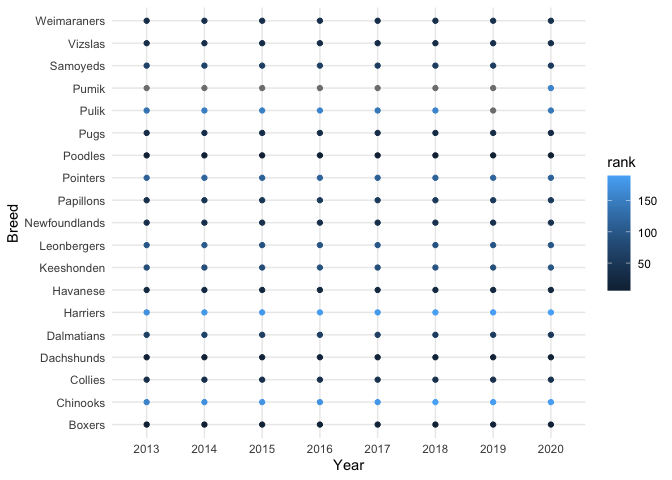 Weimaraners
Vizslas
Samoyeds
Pumik
Pulik
Pugs
Poodles
Pointers
Papillons
Newfoundlands
Leonbergers
Keeshonden
Havanese
Harriers
Dalmatians
Dachshunds
Collies
Chinooks
Boxers
Breed
2013 2014 2015 2016 2017 2018 2019 2020
Year
rank
150
100
50